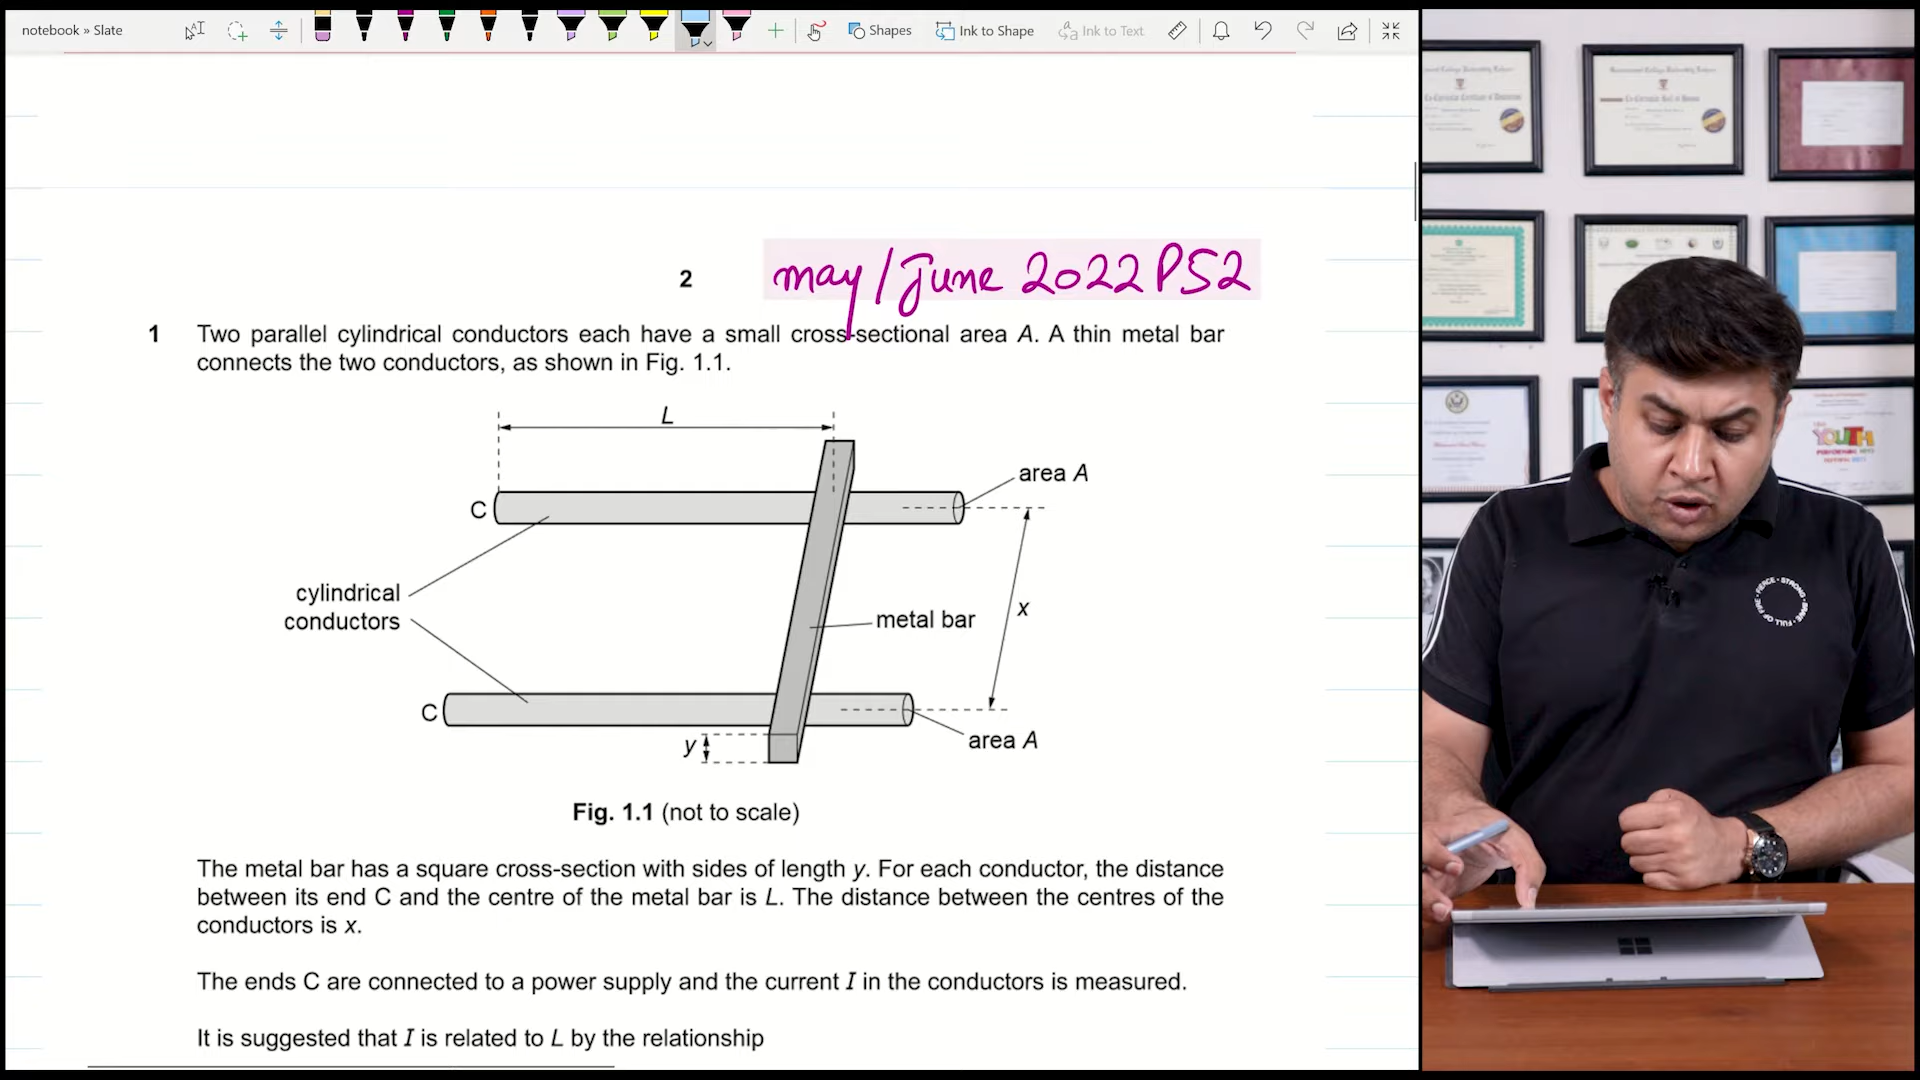 notebook » Slate
Shapes
Ink to Shape
Ink to Text
2
may/June 2022 P52
1 Two parallel cylindrical conductors each have a small cross-sectional area A. A thin metal bar
connects the two conductors, as shown in Fig. 1.1.
L
area A
C
cylindrical
conductors
x
metal bar
C
y
area A
Fig. 1.1 (not to scale)
The metal bar has a square cross-section with sides of length y. For each conductor, the distance
between its end C and the centre of the metal bar is L. The distance between the centres of the
conductors is x.
The ends C are connected to a power supply and the current I in the conductors is measured.
It is suggested that I is related to L by the relationship
YOUTH